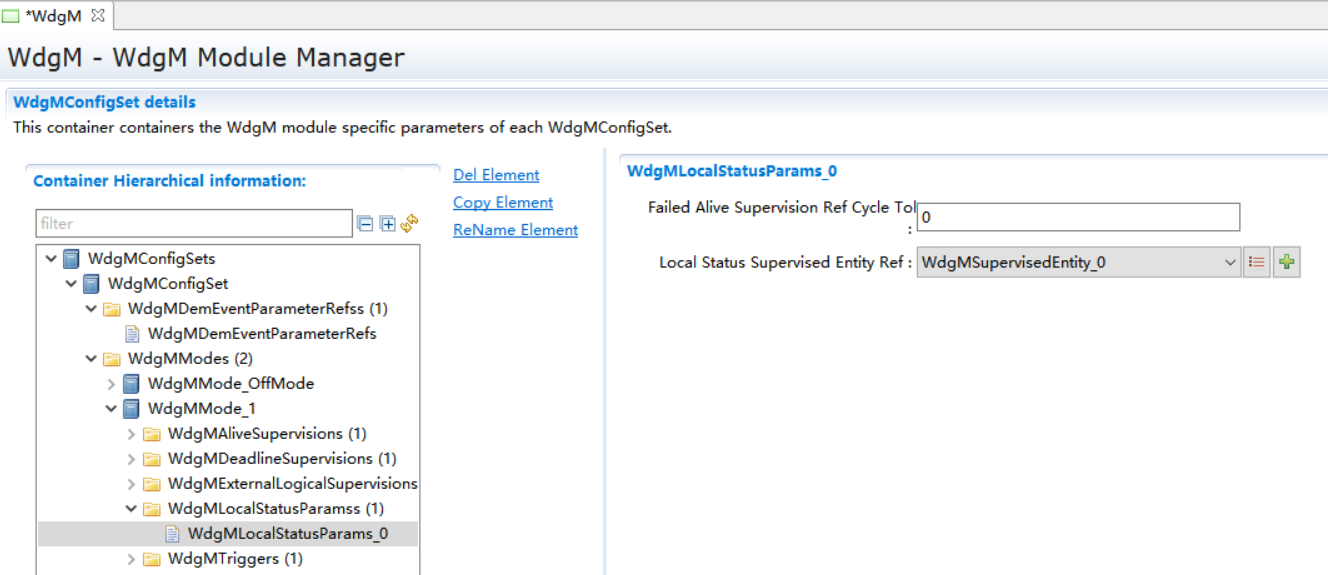 *WdgM
WdgM - WdgM Module Manager
WdgMConfigSet details
This container containers the WdgM module specific parameters of each WdgMConfigSet.
Container Hierarchical information:
filter
WdgMConfigSets
WdgMConfigSet
WdgMDemEventParameterRefss (1)
WdgMDemEventParameterRefs
WdgMModes (2)
WdgMMode_OffMode
WdgMMode_1
WdgMAliveSupervisions (1)
WdgMDeadlineSupervisions (1)
WdgMExternalLogicalSupervisions
WdgMLocalStatusParamss (1)
WdgMLocalStatusParams_0
WdgMTriggers (1)
Del Element
Copy Element
ReName Element
WdgMLocalStatusParams_0
Failed Alive Supervision Ref Cycle Tol
:
0
Local Status Supervised Entity Ref : WdgMSupervisedEntity_0